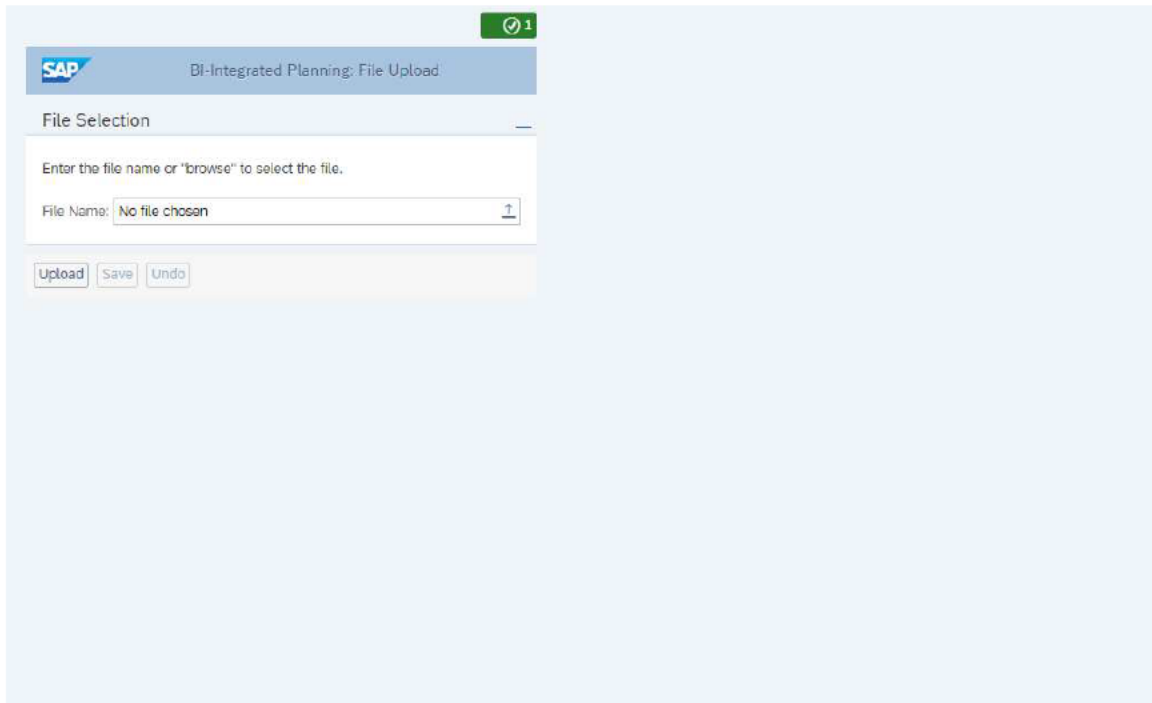 1
SAP BI-Integrated Planning: File Upload
File Selection
Enter the file name or "browse" to select the file.
File Name: No file chosen
Upload Save Undo